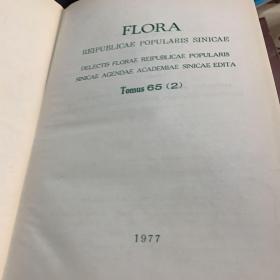 FLORA
REIPUBLICAE POPULARIS SINICAE
DELECTIS FLORAE REIPUBLICAE POPULARIS
SINICAE AGENDAE ACADEMIAE SINICAE EDITA
Tomus 65 (2)
1977